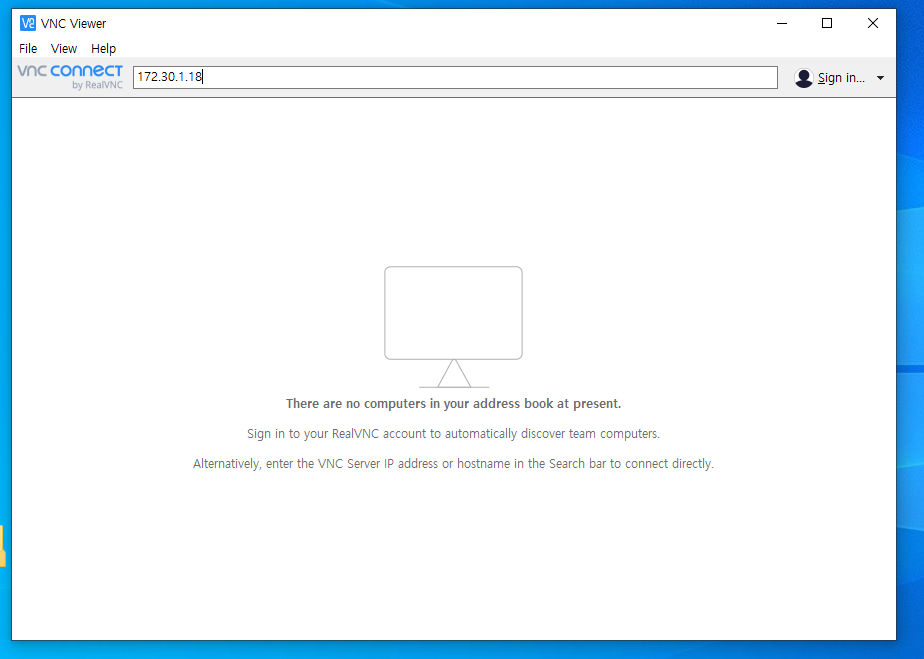 VNC Viewer
File View Help
vnc connect
by RealVNC
172.30.1.18
Sign in...
There are no computers in your address book at present.
Sign in to your RealVNC account to automatically discover team computers.
Alternatively, enter the VNC Server IP address or hostname in the Search bar to connect directly.